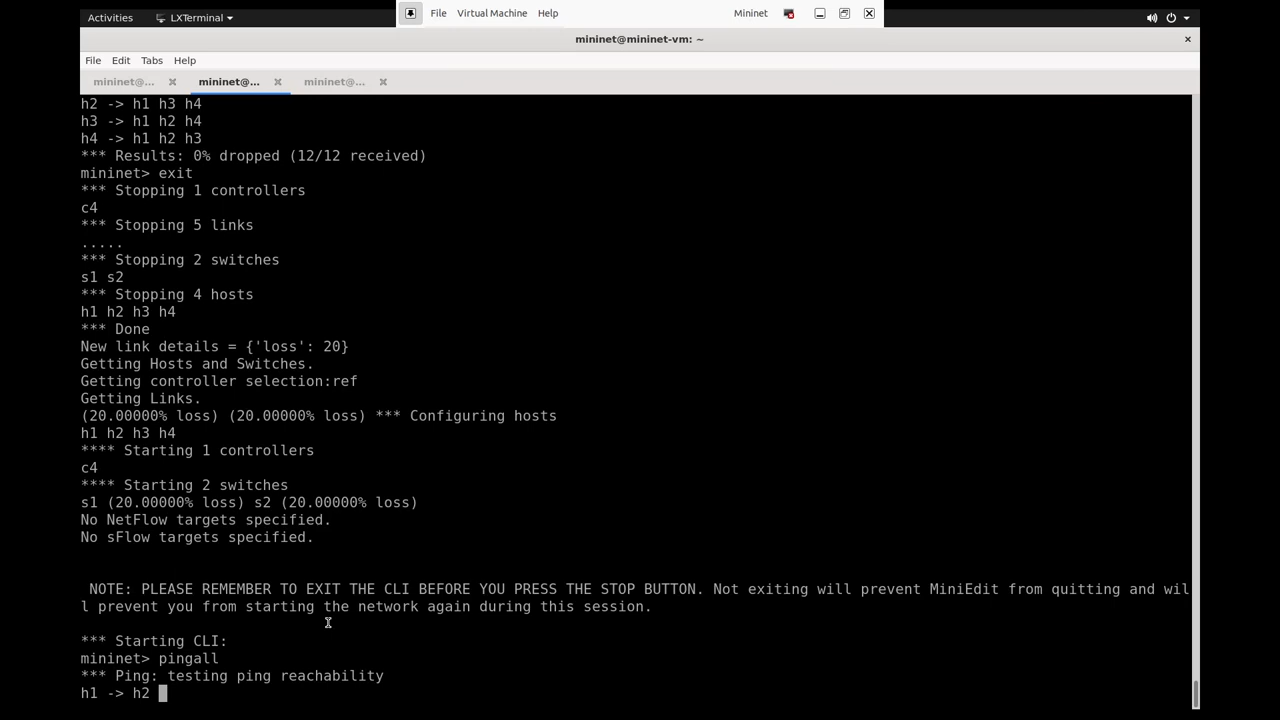 Activities LXTerminal File Virtual Machine Help Mininet
mininet@mininet-vm: ~
File Edit Tabs Help
mininet@... mininet@... mininet@...
h2 -> h1 h3 h4
h3 -> h1 h2 h4
h4 -> h1 h2 h3
*** Results: 0% dropped (12/12 received)
mininet> exit
*** Stopping 1 controllers
c4
*** Stopping 5 links
.....
*** Stopping 2 switches
s1 s2
*** Stopping 4 hosts
h1 h2 h3 h4
*** Done
New link details = {'loss': 20}
Getting Hosts and Switches.
Getting controller selection:ref
Getting Links.
(20.00000% loss) (20.00000% loss) *** Configuring hosts
h1 h2 h3 h4
**** Starting 1 controllers
c4
**** Starting 2 switches
s1 (20.00000% loss) s2 (20.00000% loss)
No NetFlow targets specified.
No sFlow targets specified.
NOTE: PLEASE REMEMBER TO EXIT THE CLI BEFORE YOU PRESS THE STOP BUTTON. Not exiting will prevent MiniEdit from quitting and wil
l prevent you from starting the network again during this session.
*** Starting CLI:
mininet> pingall
*** Ping: testing ping reachability
h1 -> h2